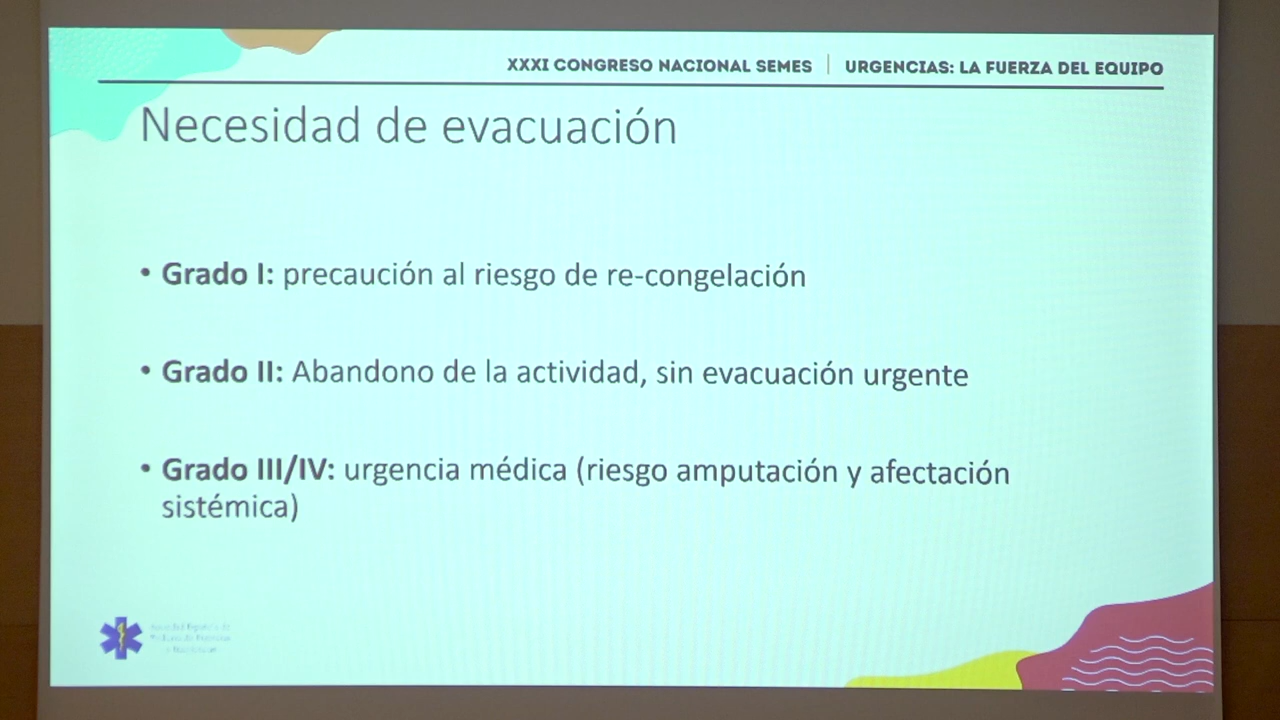 XXXI CONGRESO NACIONAL SEMES | URGENCIAS: LA FUERZA DEL EQUIPO
Necesidad de evacuación
• Grado I: precaución al riesgo de re-congelación
• Grado II: Abandono de la actividad, sin evacuación urgente
• Grado III/IV: urgencia médica (riesgo amputación y afectación
sistémica)